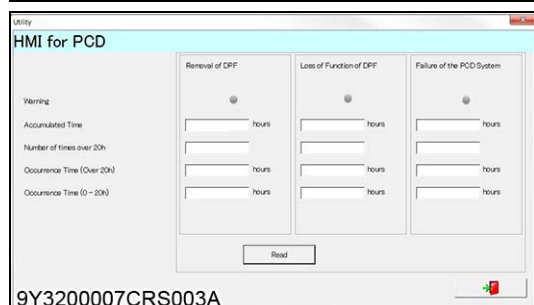 Utility
HMI for PCD
Removal of DPF
Loss of Function of DPF
Failure of the PCD System
Warning
Accumulated Time hours hours hours
Number of times over 20h
Occurrence Time (Over 20h) hours hours hours
Occurrence Time (0 - 20h) hours hours hours
Read
9Y3200007CRS003A